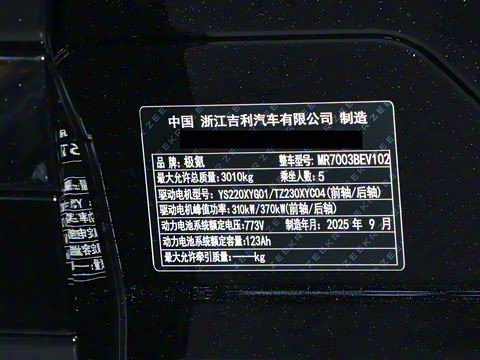 中国 浙江吉利汽车有限公司 制造
品牌:极氪 整车型号:MR7003BEV102
最大允许总质量:3010kg 乘坐人数:5
驱动电机型号:YS220XYG01/TZ230XYC04(前轴/后轴)
驱动电机峰值功率:310kW/370kW(前轴/后轴)
动力电池系统额定电压:773V 制造年月:2025 年 9 月
动力电池系统额定容量:123Ah
最大允许牵引质量:——kg